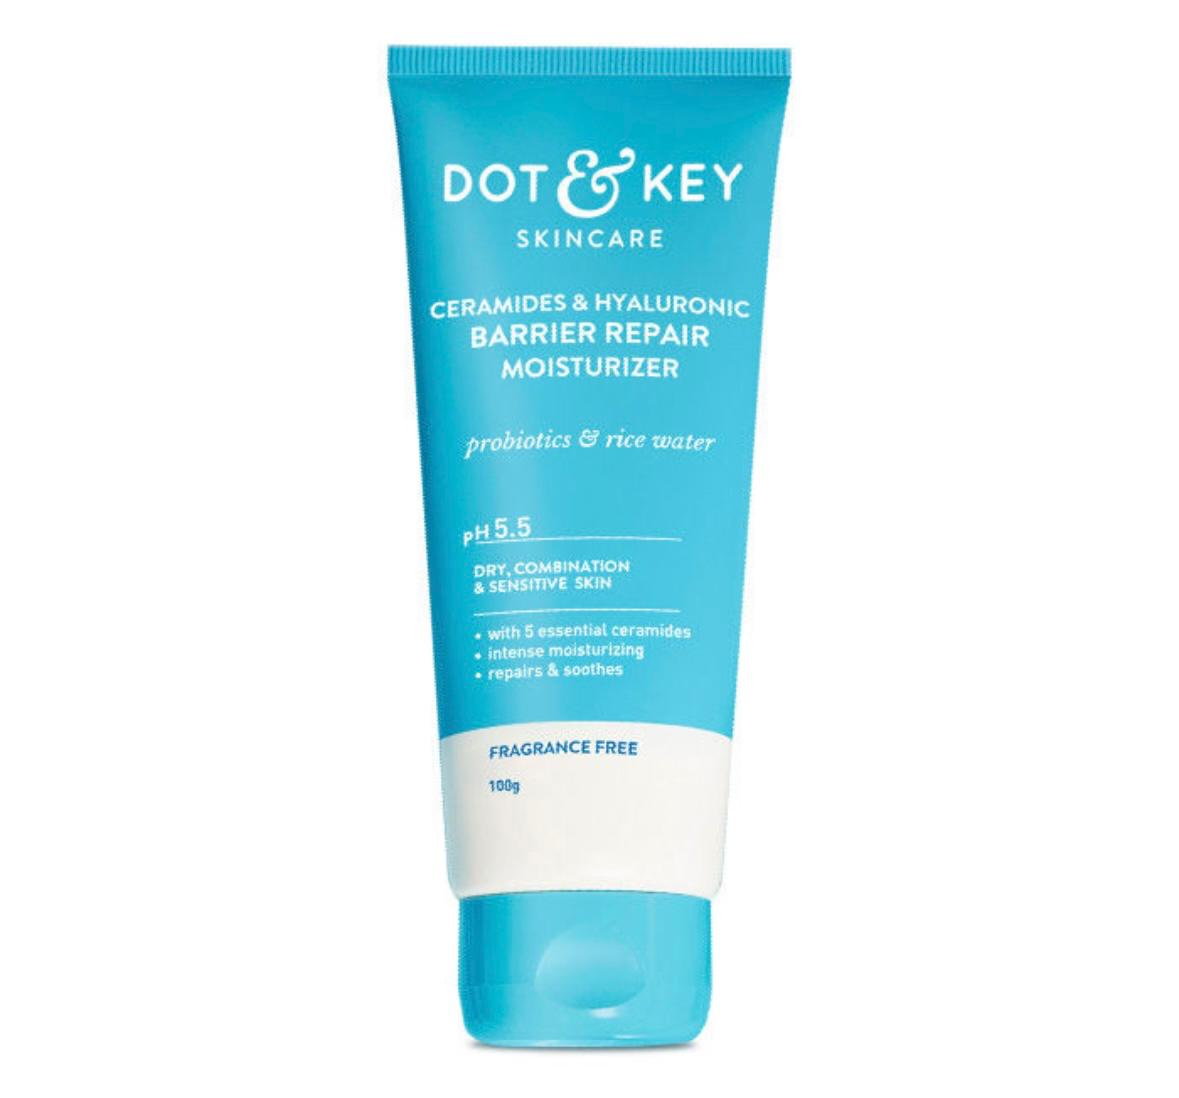 DOT & KEY
SKINCARE
CERAMIDES & HYALURONIC
BARRIER REPAIR
MOISTURIZER
probiotics & rice water
pH 5.5
DRY, COMBINATION
& SENSITIVE SKIN
• with 5 essential ceramides
• intense moisturizing
• repairs & soothes
FRAGRANCE FREE
100g